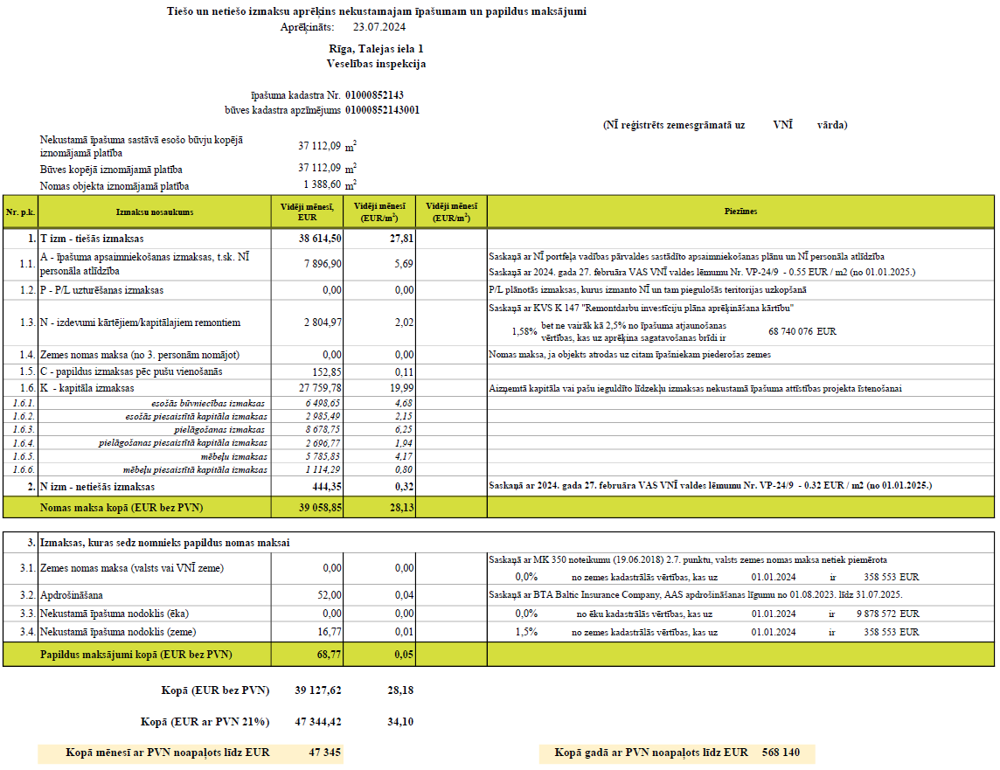 Tiešo un netiešo izmaksu aprēķins nekustamajam īpašumam un papildus maksājumi
Aprēķināts: 23.07.2024
Rīga, Talejas iela 1
Veselības inspekcija
īpašuma kadastra Nr. 01000852143
būves kadastra apzīmējums 01000852143001
(NĪ reģistrēts zemesgrāmatā uz VNĪ vārda)
Nekustamā īpašuma sastāvā esošo būvju kopējā
iznomājamā platība 37 112,09 m²
Būves kopējā iznomājamā platība 37 112,09 m²
Nomas objekta iznomājamā platība 1 388,60 m²
Nr. p.k. Izmaksu nosaukums Vidēji mēnesī, EUR Vidēji mēnesī (EUR/m²) Vidēji mēnesī (EUR/m²) Piezīmes
1. T izm - tiešās izmaksas 38 614,50 27,81
1.1. A - īpašuma apsaimniekošanas izmaksas, t.sk. NĪ personāla atlīdzība 7 896,90 5,69 Saskaņā ar NĪ portfeļa vadības pārvaldes sastādīto apsaimniekošanas plānu un NĪ personāla atlīdzība
Saskaņā ar 2024. gada 27. februāra VAS VNĪ valdes lēmumu Nr. VP-24/9 - 0.55 EUR / m2 (no 01.01.2025.)
1.2. P - P/L uzturēšanas izmaksas 0,00 0,00 P/L plānotās izmaksas, kurus izmanto NĪ un tam piegulošās teritorijas uzkopšanā
1.3. N - izdevumi kārtējiem/kapitālajiem remontiem 2 804,97 2,02 Saskaņā ar KVS K 147 "Remontdarbu investīciju plāna aprēķināšana kārtību"
1,58% bet ne vairāk kā 2,5% no īpašuma atjaunošanas vērtības, kas uz aprēķina sagatavošanas brīdi ir 68 740 076 EUR
1.4. Zemes nomas maksa (no 3. personām nomājot) 0,00 0,00 Nomas maksa, ja objekts atrodas uz citam īpašniekam piederošas zemes
1.5. C - papildus izmaksas pēc pušu vienošanās 152,85 0,11
1.6. K - kapitāla izmaksas 27 759,78 19,99 Aizņemtā kapitāla vai pašu ieguldīto līdzekļu izmaksas nekustamā īpašuma attīstības projekta īstenošanai
1.6.1. esošās būvniecības izmaksas 6 498,65 4,68
1.6.2. esošās piesaistītā kapitāla izmaksas 2 985,49 2,15
1.6.3. pielāgošanas izmaksas 8 678,75 6,25
1.6.4. pielāgošanas piesaistītā kapitāla izmaksas 2 696,77 1,94
1.6.5. mēbeļu izmaksas 5 785,83 4,17
1.6.6. mēbeļu piesaistītā kapitāla izmaksas 1 114,29 0,80
2. N izm - netiešās izmaksas 444,35 0,32 Saskaņā ar 2024. gada 27. februāra VAS VNĪ valdes lēmumu Nr. VP-24/9 - 0.32 EUR / m2 (no 01.01.2025.)
Nomas maksa kopā (EUR bez PVN) 39 058,85 28,13
3. Izmaksas, kuras sedz nomnieks papildus nomas maksai
3.1. Zemes nomas maksa (valsts vai VNĪ zeme) 0,00 0,00 Saskaņā ar MK 350 noteikumu (19.06.2018) 2.7. punktu, valsts zemes nomas maksa netiek piemērota
0,0% no zemes kadastrālās vērtības, kas uz 01.01.2024 ir 358 553 EUR
3.2. Apdrošināšana 52,00 0,04 Saskaņā ar BTA Baltic Insurance Company, AAS apdrošināšanas līgumu no 01.08.2023. līdz 31.07.2025.
3.3. Nekustamā īpašuma nodoklis (ēka) 0,00 0,00 0,0% no ēku kadastrālās vērtības, kas uz 01.01.2024 ir 9 878 572 EUR
3.4. Nekustamā īpašuma nodoklis (zeme) 16,77 0,01 1,5% no zemes kadastrālās vērtības, kas uz 01.01.2024 ir 358 553 EUR
Papildus maksājumi kopā (EUR bez PVN) 68,77 0,05
Kopā (EUR bez PVN) 39 127,62 28,18
Kopā (EUR ar PVN 21%) 47 344,42 34,10
Kopā mēnesī ar PVN noapaļots līdz EUR 47 345 Kopā gadā ar PVN noapaļots līdz EUR 568 140